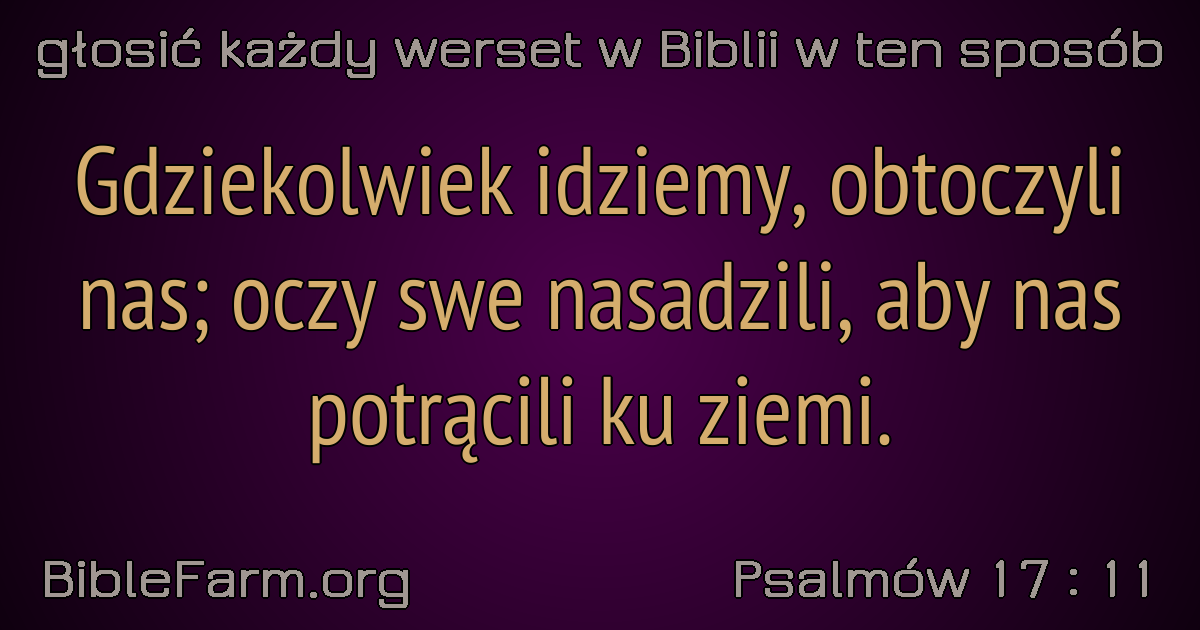 głosić każdy werset w Biblii w ten sposób
Gdziekolwiek idziemy, obtoczyli
nas; oczy swe nasadzili, aby nas
potrącili ku ziemi.
BibleFarm.org
Psalmów 17 : 11